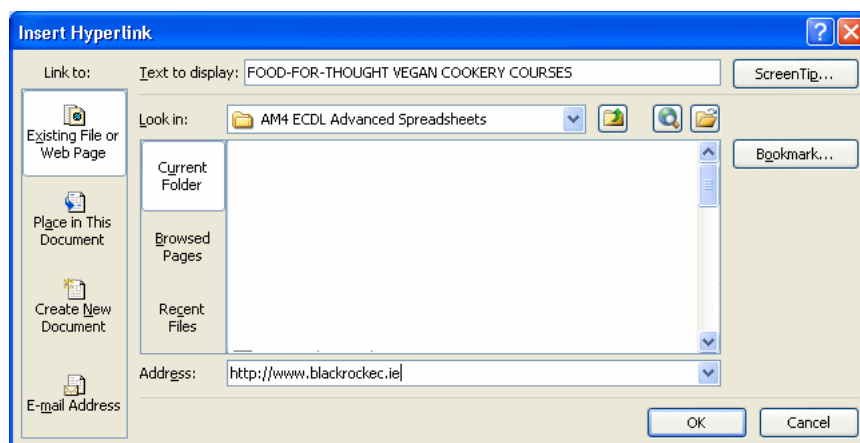 Insert Hyperlink
Link to:
Text to display: FOOD-FOR-THOUGHT VEGAN COOKERY COURSES
ScreenTip...
Existing File or
Web Page
Look in: AM4 ECDL Advanced Spreadsheets
Bookmark...
Current
Folder
Place in This
Document
Browsed
Pages
Create New
Document
Recent
Files
E-mail Address
Address: http://www.blackrockec.ie
OK
Cancel